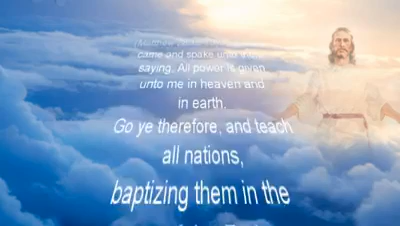 came and spake unto them,
saying, All power is given
unto me in heaven and
in earth.
Go ye therefore, and teach
all nations,
baptizing them in the